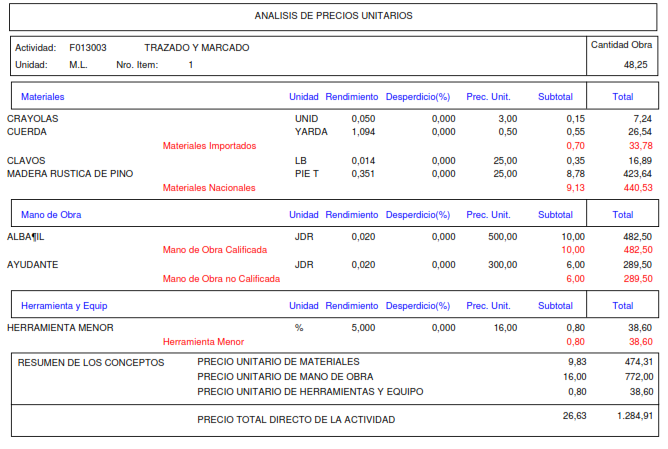 ANALISIS DE PRECIOS UNITARIOS
Actividad: F013003 TRAZADO Y MARCADO Cantidad Obra
Unidad: M.L. Nro. Item: 1 48,25
Materiales Unidad Rendimiento Desperdicio(%) Prec. Unit. Subtotal Total
CRAYOLAS UNID 0,050 0,000 3,00 0,15 7,24
CUERDA YARDA 1,094 0,000 0,50 0,55 26,54
Materiales Importados 0,70 33,78
CLAVOS LB 0,014 0,000 25,00 0,35 16,89
MADERA RUSTICA DE PINO PIE T 0,351 0,000 25,00 8,78 423,64
Materiales Nacionales 9,13 440,53
Mano de Obra Unidad Rendimiento Desperdicio(%) Prec. Unit. Subtotal Total
ALBA¶IL JDR 0,020 0,000 500,00 10,00 482,50
Mano de Obra Calificada 10,00 482,50
AYUDANTE JDR 0,020 0,000 300,00 6,00 289,50
Mano de Obra no Calificada 6,00 289,50
Herramienta y Equip Unidad Rendimiento Desperdicio(%) Prec. Unit. Subtotal Total
HERRAMIENTA MENOR % 5,000 0,000 16,00 0,80 38,60
Herramienta Menor 0,80 38,60
RESUMEN DE LOS CONCEPTOS PRECIO UNITARIO DE MATERIALES 9,83 474,31
PRECIO UNITARIO DE MANO DE OBRA 16,00 772,00
PRECIO UNITARIO DE HERRAMIENTAS Y EQUIPO 0,80 38,60
PRECIO TOTAL DIRECTO DE LA ACTIVIDAD 26,63 1.284,91